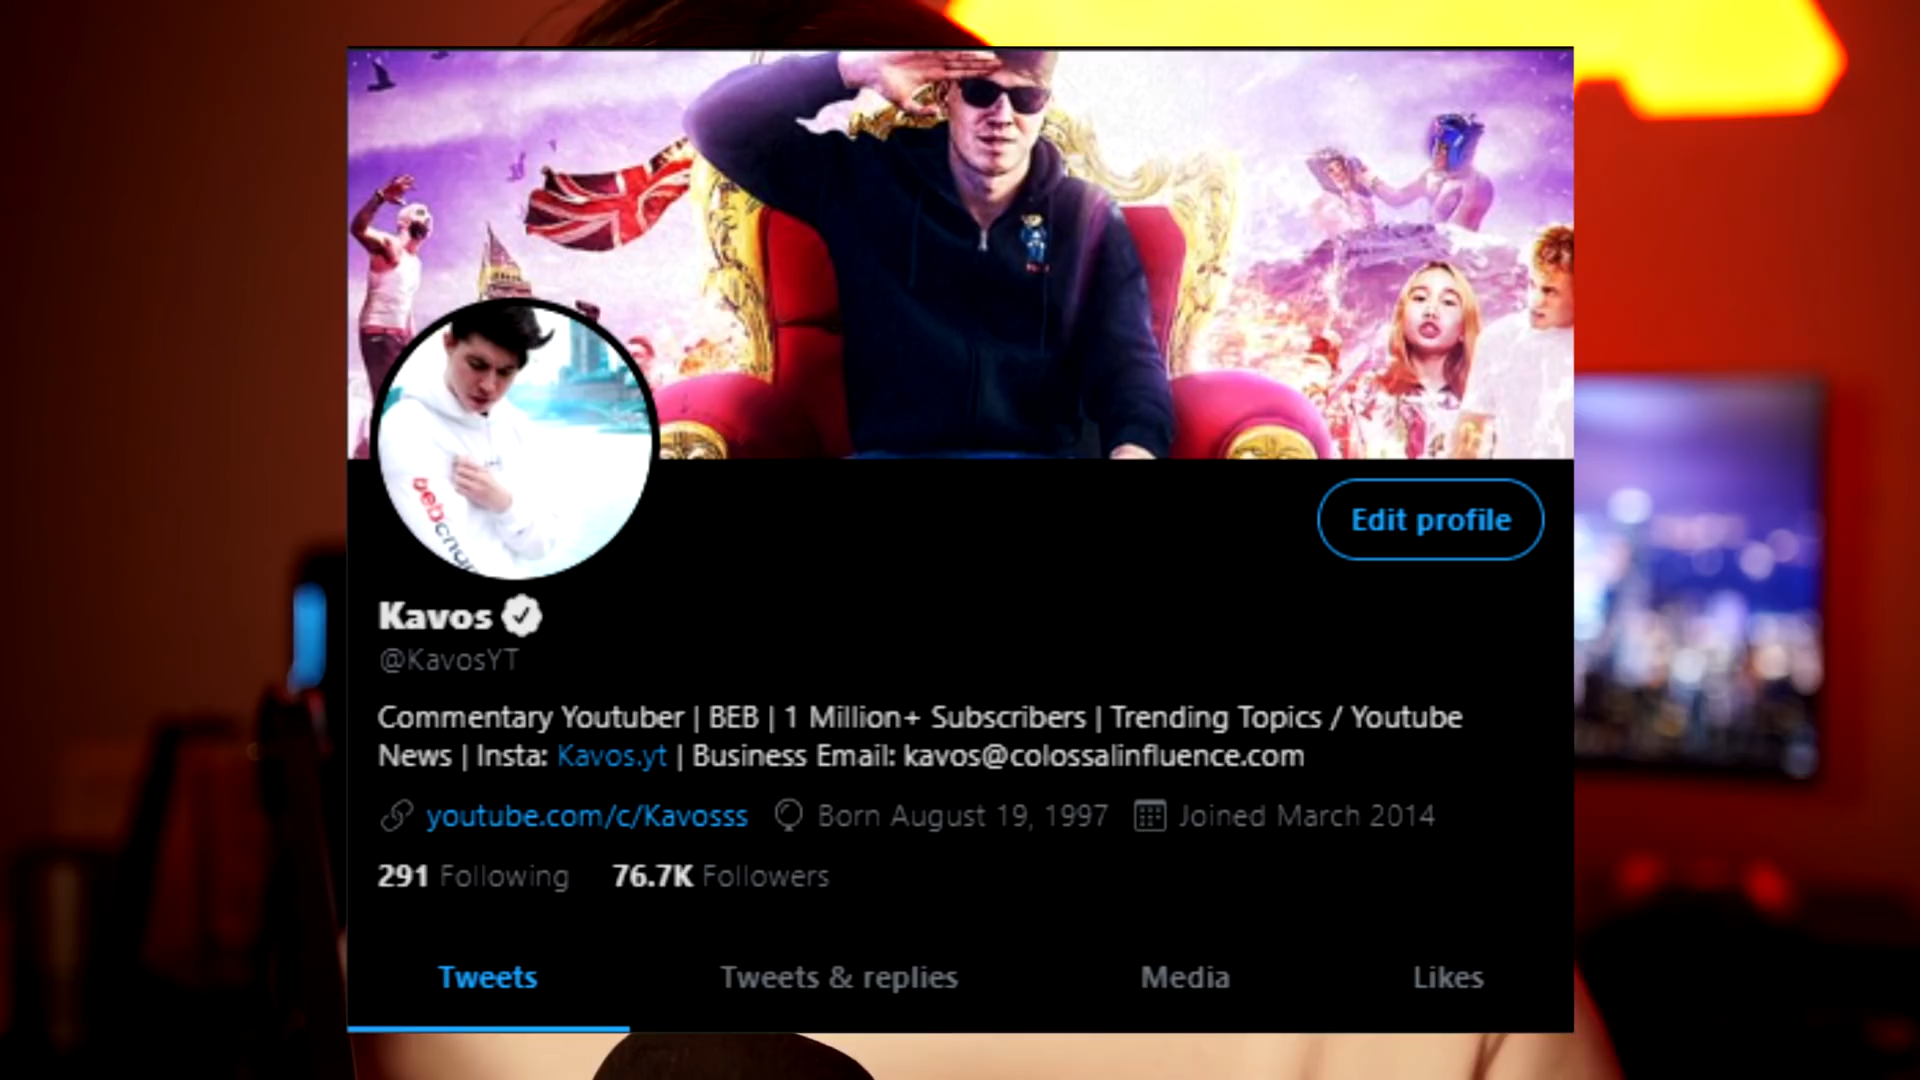 Edit profile
Kavos
@KavosYT
Commentary Youtuber | BEB | 1 Million+ Subscribers | Trending Topics / Youtube
News | Insta: Kavos.yt | Business Email: kavos@colossalinfluence.com
youtube.com/c/Kavosss Born August 19, 1997 Joined March 2014
291 Following 76.7K Followers
Tweets Tweets & replies Media Likes